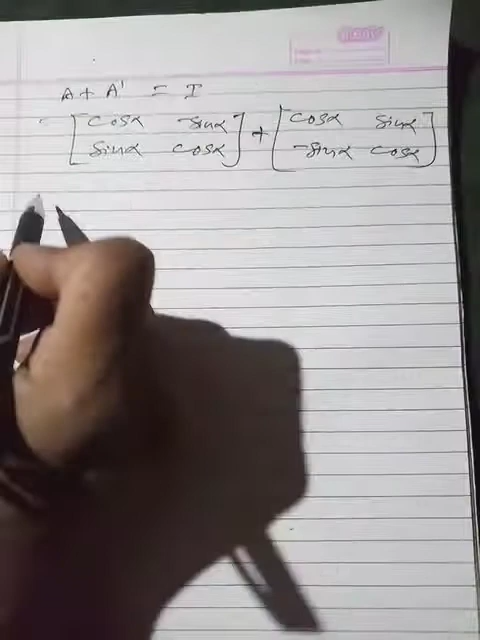 A + A' = I
= [cosα -sinα sinα cosα] + [cosα sinα -sinα cosα]